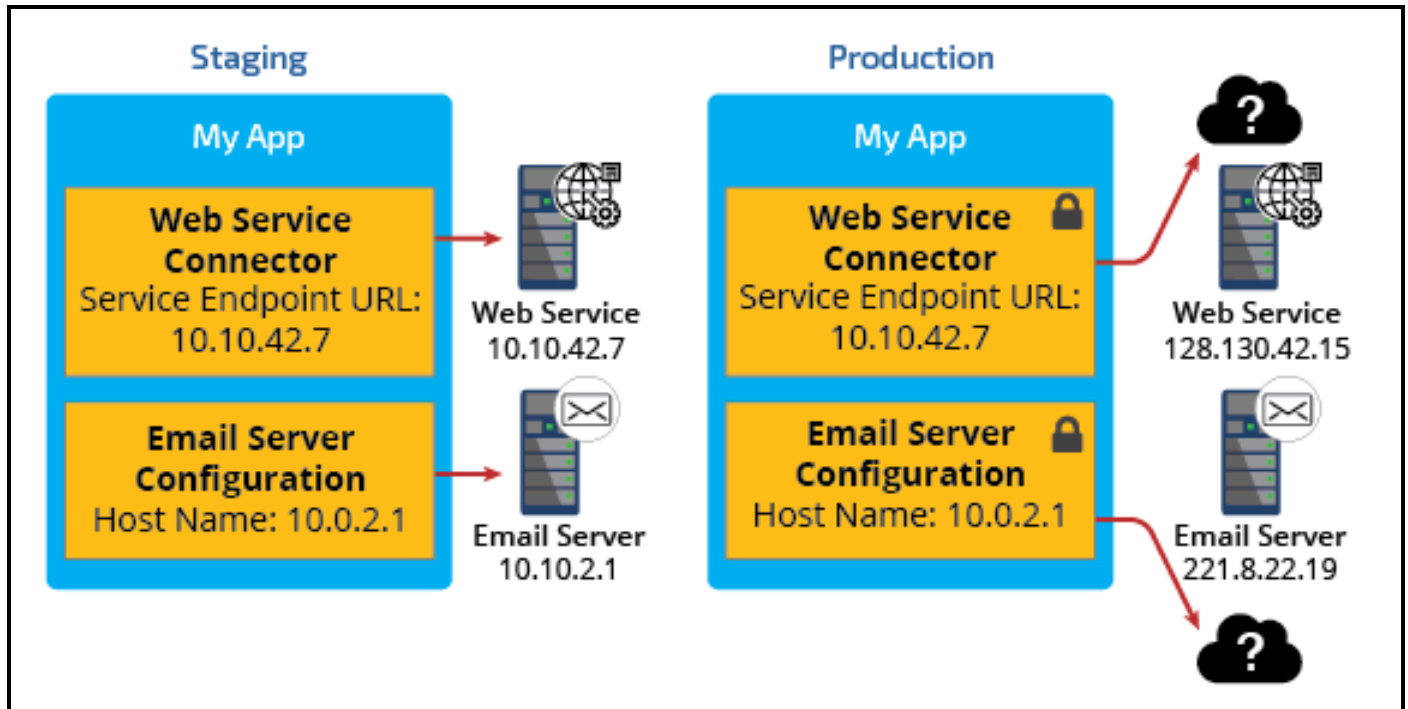 Staging
My App
Web Service
Connector
Service Endpoint URL:
10.10.42.7
Email Server
Configuration
Host Name: 10.0.2.1
Web Service
10.10.42.7
Email Server
10.10.2.1
Production
My App
Web Service
Connector
Service Endpoint URL:
10.10.42.7
Email Server
Configuration
Host Name: 10.0.2.1
?
Web Service
128.130.42.15
Email Server
221.8.22.19
?